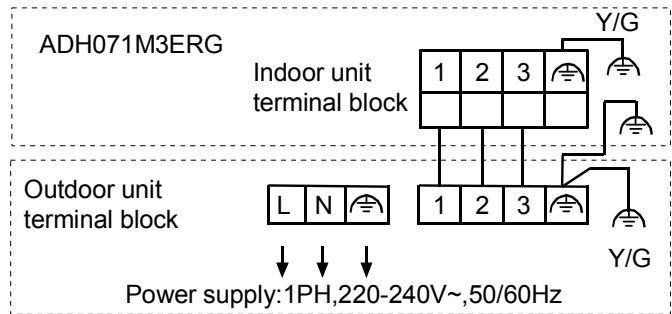 Y/G
ADH071M3ERG
Indoor unit
terminal block
1 2 3
Outdoor unit
terminal block
L N
1 2 3
Y/G
Power supply:1PH,220-240V~,50/60Hz